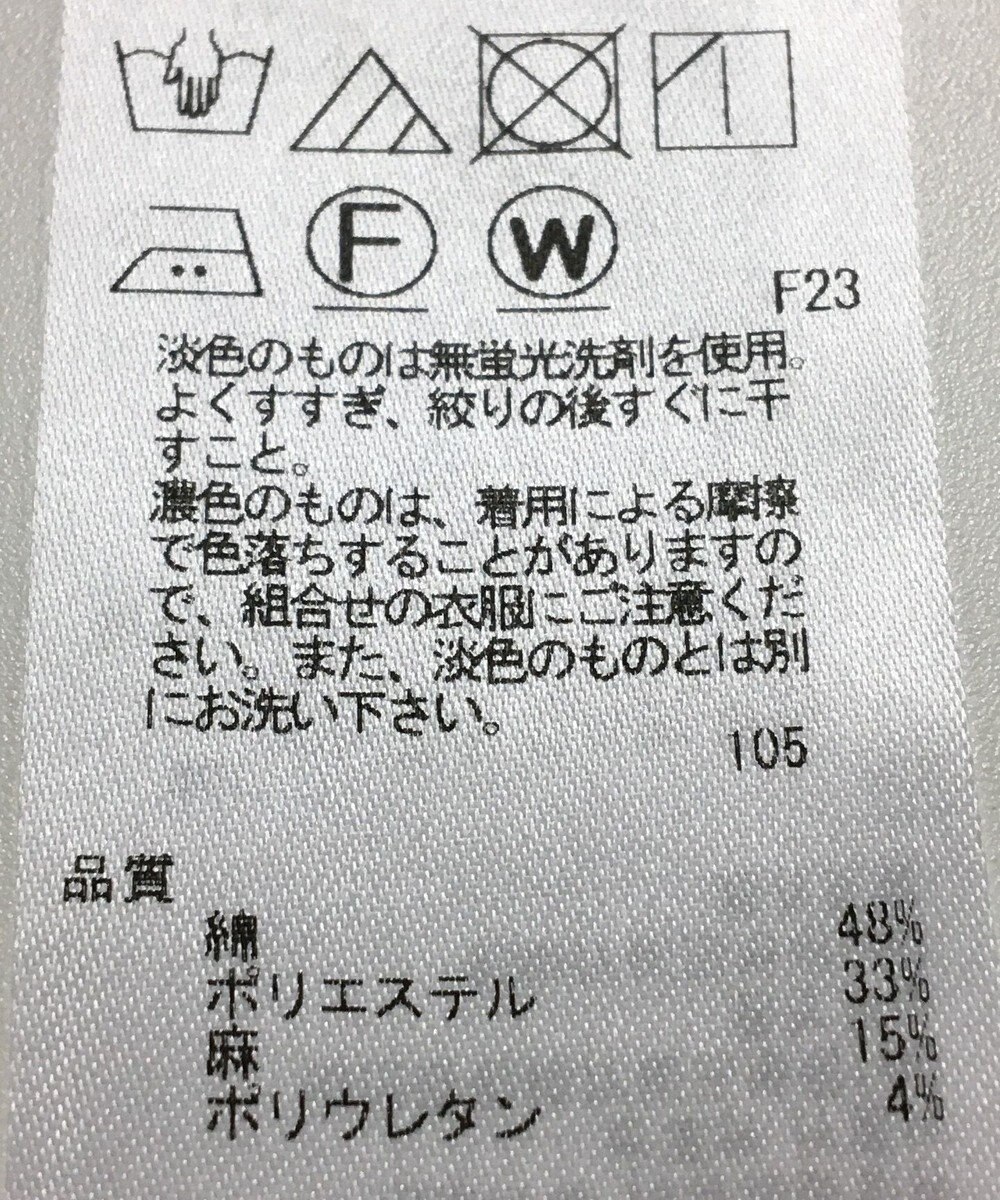 F
W
F23
淡色のものは無蛍光洗剤を使用。
よくすすぎ、絞りの後すぐに干
すこと。
濃色のものは、着用による摩擦
で色落ちすることがありますの
で、組合せの衣服にご注意くだ
さい。また、淡色のものとは別
にお洗い下さい。
105
品質
綿 48%
ポリエステル 33%
麻 15%
ポリウレタン 4%